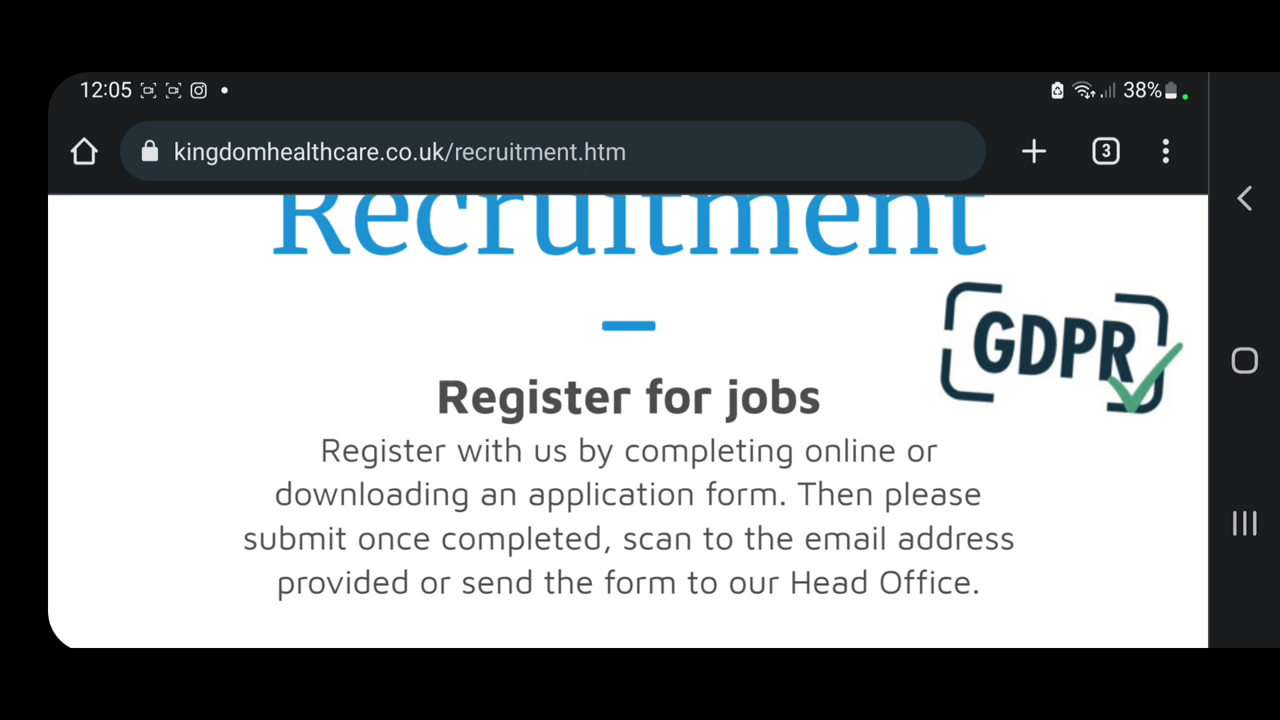 12:05
38%
kingdomhealthcare.co.uk/recruitment.htm
3
Recruitment
GDPR
Register for jobs
Register with us by completing online or
downloading an application form. Then please
submit once completed, scan to the email address
provided or send the form to our Head Office.